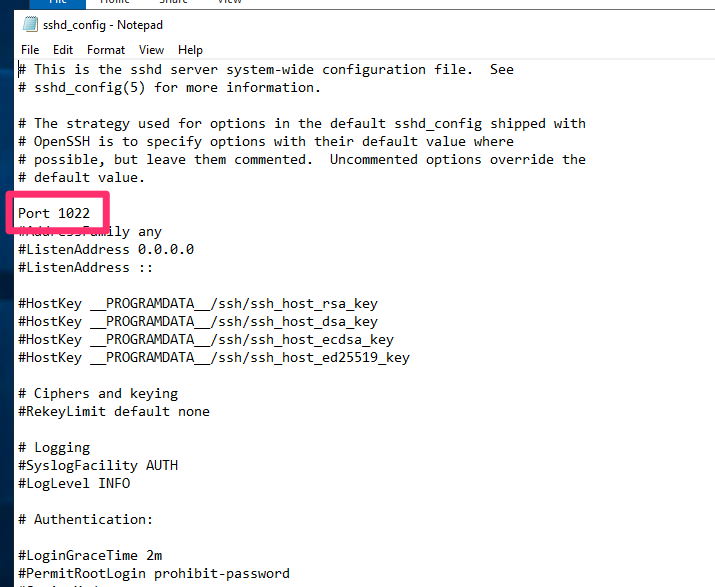 File Home Share View
sshd_config - Notepad
File Edit Format View Help
# This is the sshd server system-wide configuration file.  See
# sshd_config(5) for more information.
# The strategy used for options in the default sshd_config shipped with
# OpenSSH is to specify options with their default value where
# possible, but leave them commented.  Uncommented options override the
# default value.
Port 1022
#AddressFamily any
#ListenAddress 0.0.0.0
#ListenAddress ::
#HostKey __PROGRAMDATA__/ssh/ssh_host_rsa_key
#HostKey __PROGRAMDATA__/ssh/ssh_host_dsa_key
#HostKey __PROGRAMDATA__/ssh/ssh_host_ecdsa_key
#HostKey __PROGRAMDATA__/ssh/ssh_host_ed25519_key
# Ciphers and keying
#RekeyLimit default none
# Logging
#SyslogFacility AUTH
#LogLevel INFO
# Authentication:
#LoginGraceTime 2m
#PermitRootLogin prohibit-password